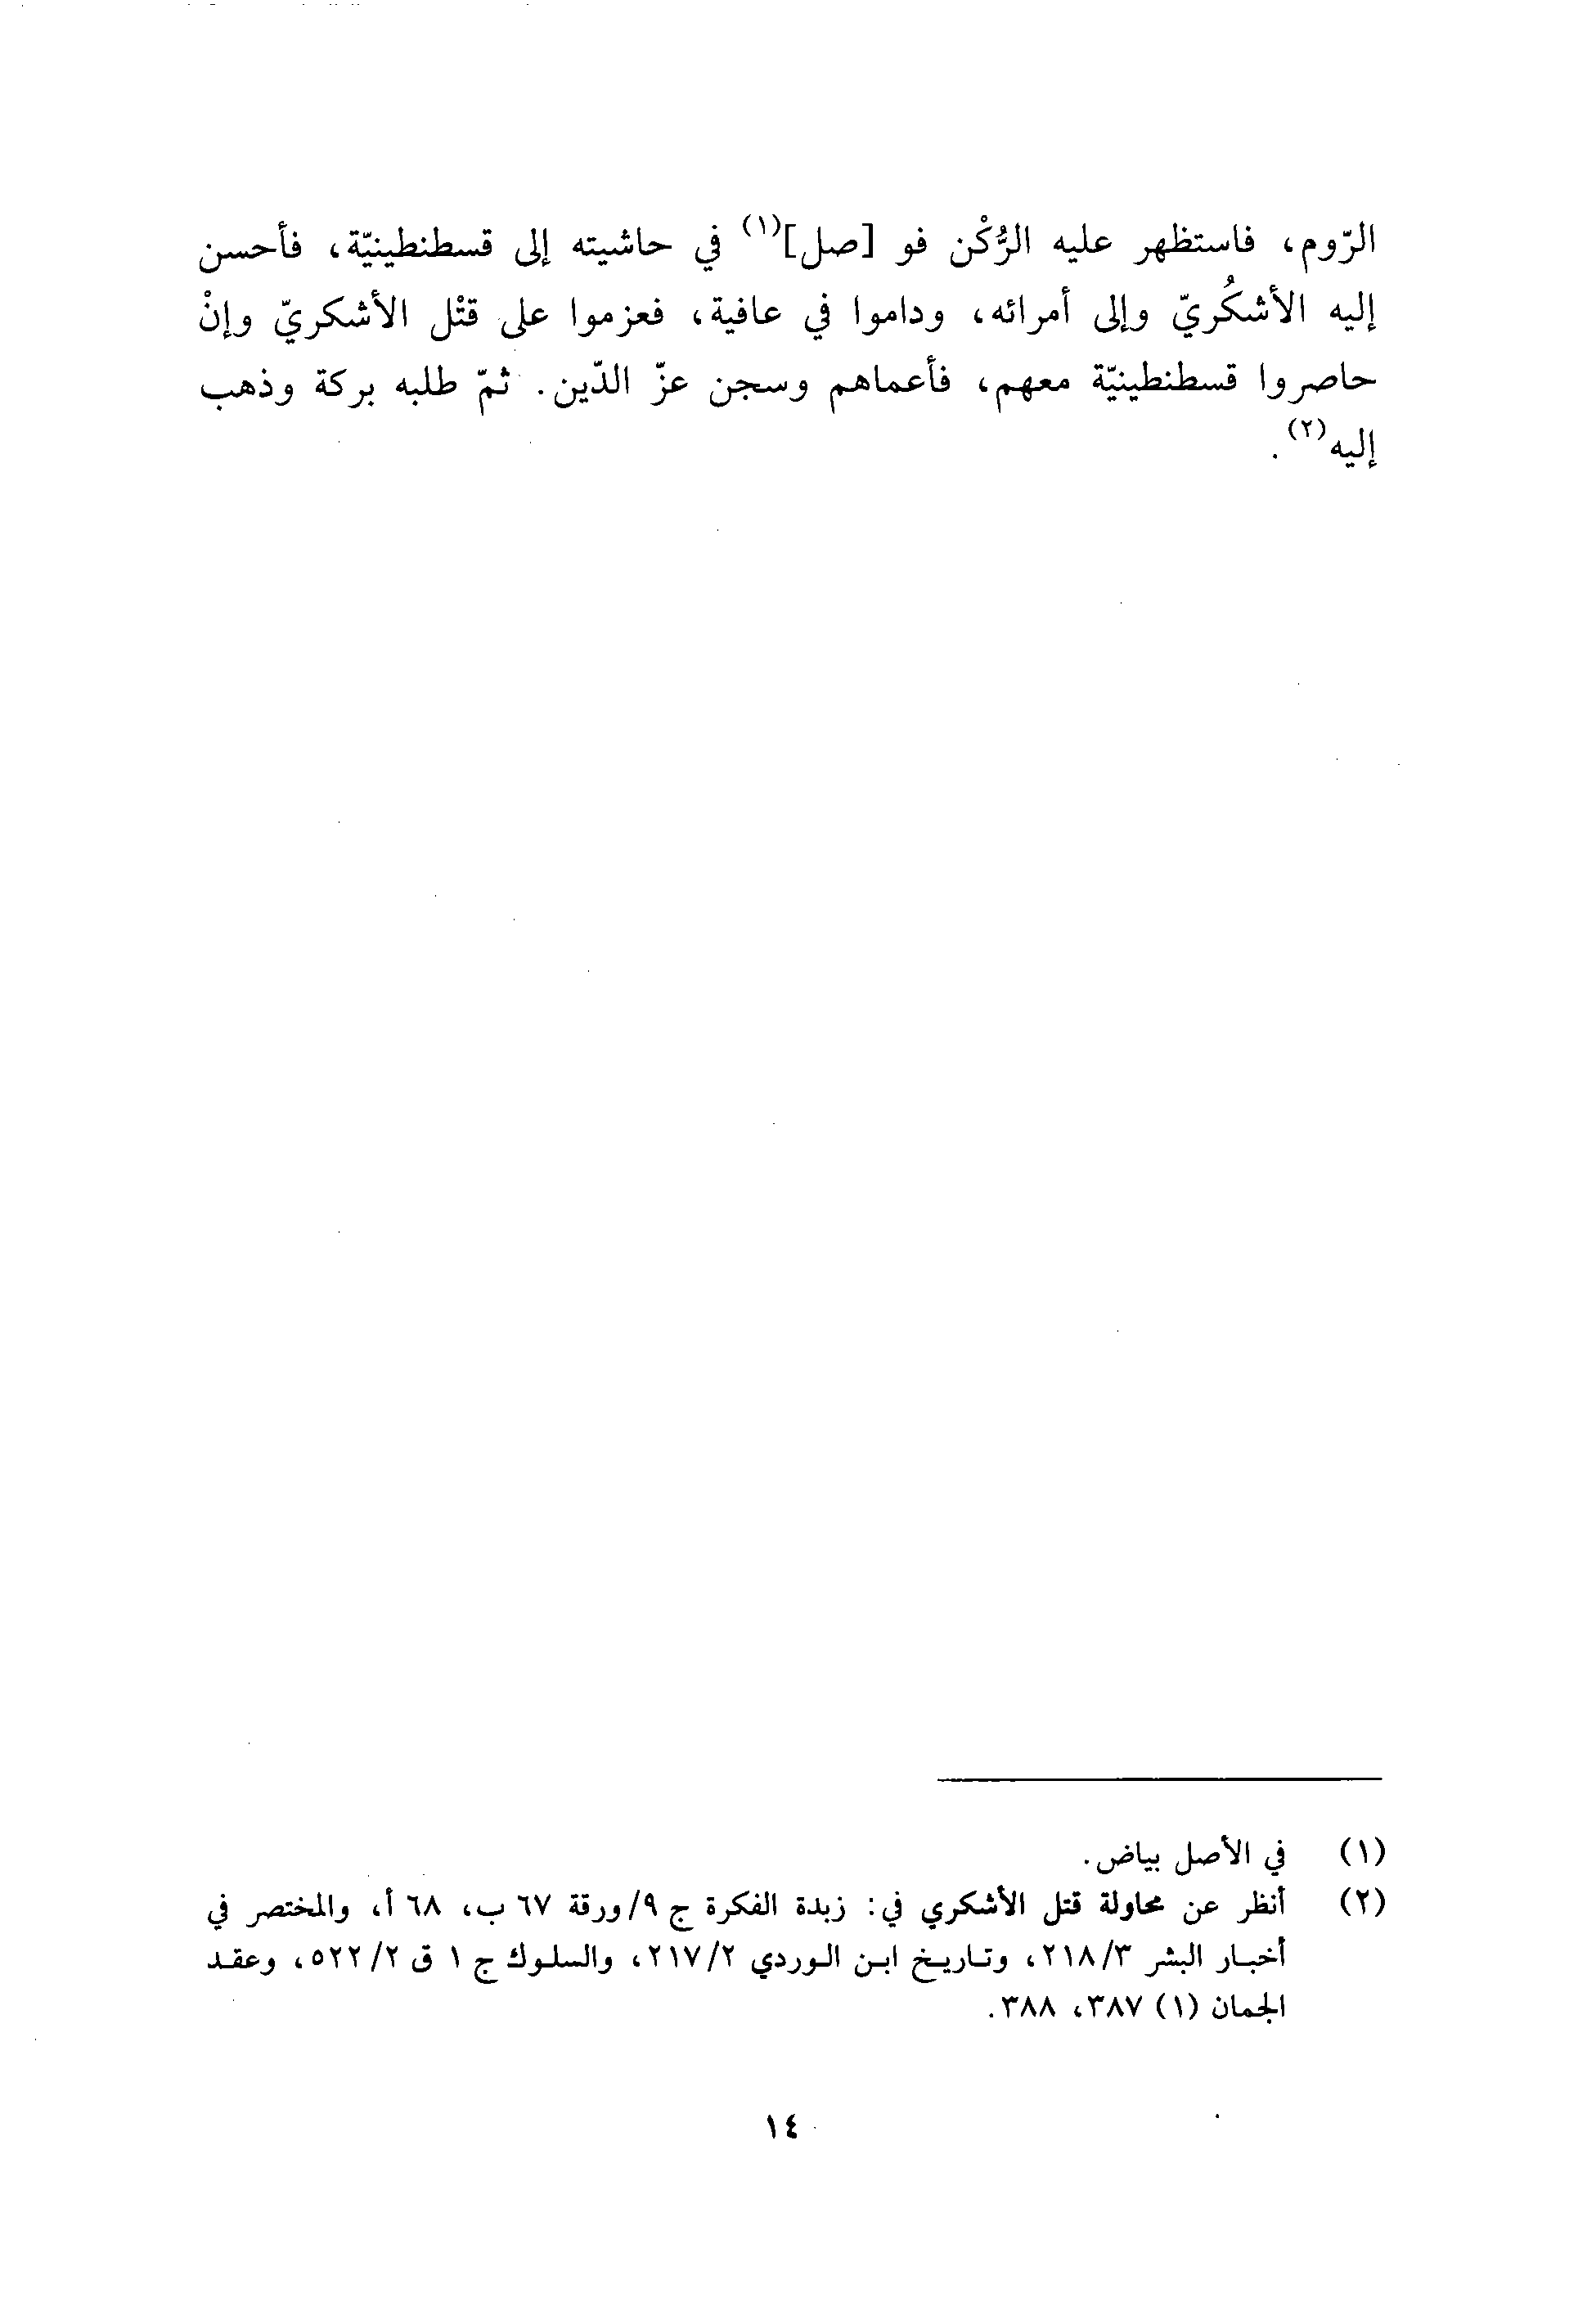 الرّوم، فاستظهر عليه الرُّكْن فو [صل]<sup>(١)</sup> في حاشيته إلى قسطنطينيّة، فأحسن
إليه الأشكُريّ وإلى أمرائه، وداموا في عافية، فعزموا على قتْل الأشكريّ وإنْ
حاصروا قسطنطينيّة معهم، فأعماهم وسجن عزّ الدّين. ثمّ طلبه بركة وذهب
إليه<sup>(٢)</sup>.
(١) في الأصل بياض.
(٢) أنظر عن محاولة قتل الأشكري في: زبدة الفكرة ج ٩/ورقة ٦٧ ب، ٦٨ أ، والمختصر في
أخبار البشر ٢١٨/٣، وتاريخ ابن الوردي ٢١٧/٢، والسلوك ج ١ ق ٥٢٢/٢، وعقد
الجمان (١) ٣٨٧، ٣٨٨.
١٤